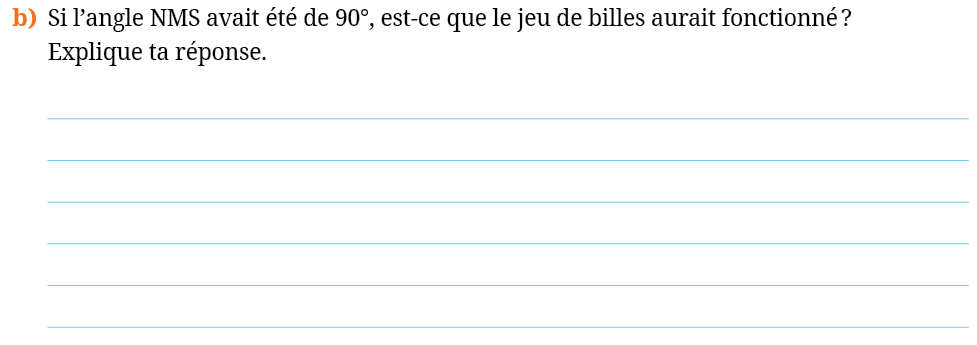 b) Si l’angle NMS avait été de 90°, est-ce que le jeu de billes aurait fonctionné ?
Explique ta réponse.